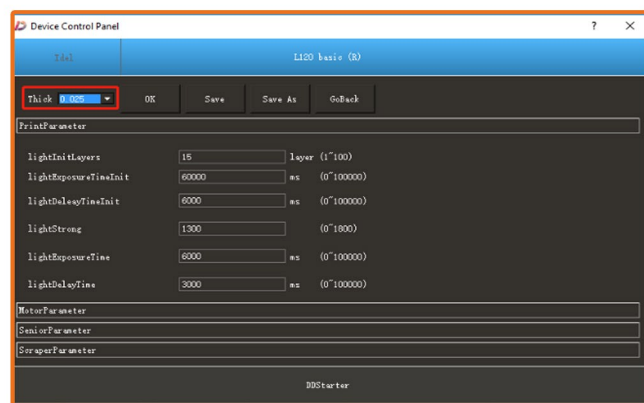 Device Control Panel ? ×
Idel L120 basic (R)
Thick 0.025 OK Save Save As GoBack
PrintParameter
lightInitLayers 15 layer (1~100)
lightExposureTimeInit 60000 ms (0~100000)
lightDeleayTimeInit 6000 ms (0~100000)
lightStrong 1300 (0~1800)
lightExposureTime 6000 ms (0~100000)
lightDelayTime 3000 ms (0~100000)
MotorParameter
SeniorParameter
ScraperParameter
DDStarter